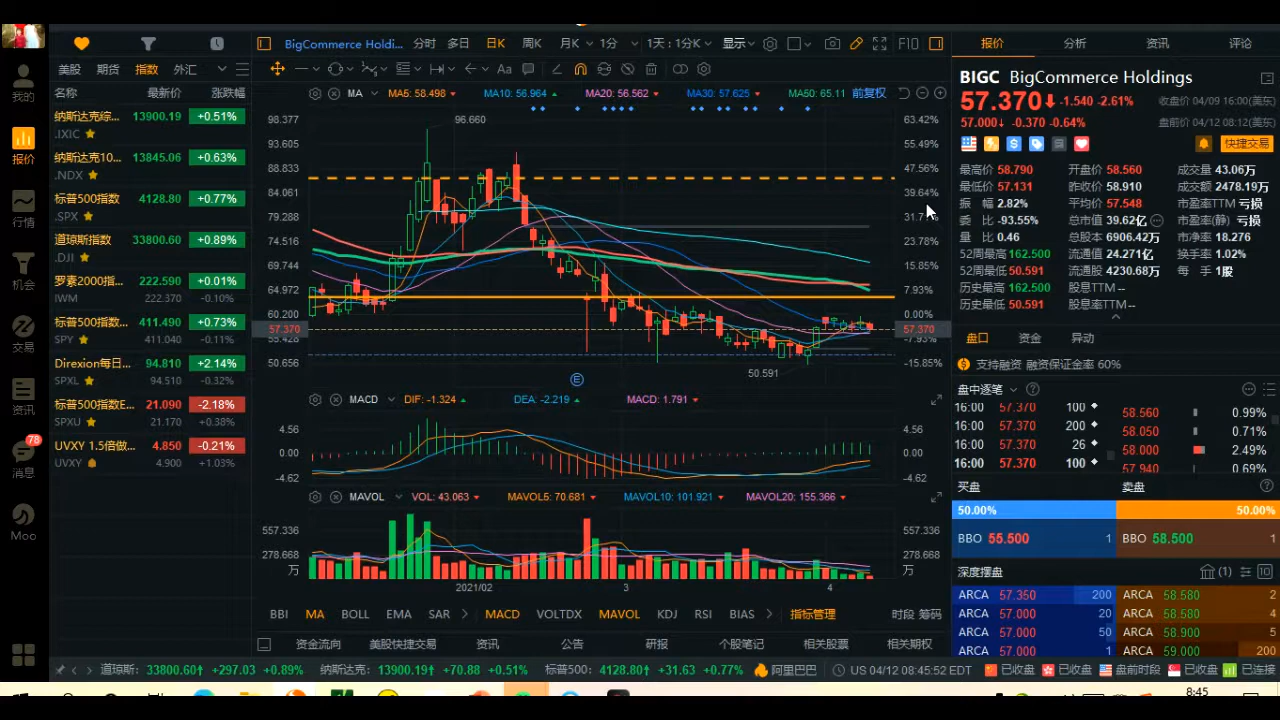 BigCommerce Holdi... 分时 多日 日K 周K 月K 1分 1天：1分K 显示 F10
报价 分析 资讯 评论
我的
报价
行情
机会
交易
资讯
78
消息
Moo
美股 期货 指数 外汇
名称 最新价 涨跌幅
纳斯达克综... 13900.19 +0.51%
.IXIC
纳斯达克10... 13845.06 +0.63%
.NDX
标普500指数 4128.80 +0.77%
.SPX
道琼斯指数 33800.60 +0.89%
.DJI
罗素2000指... 222.590 +0.01%
IWM 222.370 -0.10%
标普500指数... 411.490 +0.73%
SPY 411.040 -0.11%
Direxion每日... 94.810 +2.14%
SPXL 94.510 -0.32%
标普500指数E... 21.090 -2.18%
SPXU 21.170 +0.38%
UVXY 1.5倍做... 4.850 -0.21%
UVXY 4.900 +1.03%
Aa
MA MA5: 58.498 MA10: 56.964 MA20: 56.562 MA30: 57.625 MA50: 65.11 前复权
98.377 96.660 63.42%
93.605 55.49%
88.833 47.56%
84.061 39.64%
79.288 31.7
74.516 23.78%
69.744 15.85%
64.972 7.93%
60.200 0.00%
57.370 57.370
55.428 -7.93%
50.656 50.591 -15.85%
E
MACD DIF: -1.324 DEA: -2.219 MACD: 1.791
4.56 4.56
0.00 0.00
-4.62 -4.62
MAVOL VOL: 43.063 MAVOL5: 70.681 MAVOL10: 101.921 MAVOL20: 155.366
557.336 557.336
278.668 278.668
万 万
2021/02 3 4
BBI MA BOLL EMA SAR MACD VOLTDX MAVOL KDJ RSI BIAS 指标管理 时段 筹码
资金流向 美股快捷交易 资讯 公告 研报 个股笔记 相关股票 相关期权
BIGC BigCommerce Holdings
57.370 -1.540 -2.61% 收盘价 04/09 16:00(美东)
57.000 -0.370 -0.64% 盘前价 04/12 08:12(美东)
快捷交易
最高价 58.790 开盘价 58.560 成交量 43.06万
最低价 57.131 昨收价 58.910 成交额 2478.19万
振 幅 2.82% 平均价 57.548 市盈率TTM 亏损
委 比 -93.55% 总市值 39.62亿 市盈率(静) 亏损
量 比 0.46 总股本 6906.42万 市净率 18.276
52周最高 162.500 流通值 24.271亿 换手率 1.02%
52周最低 50.591 流通股 4230.68万 每 手 1股
历史最高 162.500 股息TTM --
历史最低 50.591 股息率TTM --
盘口 资金 异动
支持融资 融资保证金率 60%
盘中逐笔
16:00 57.370 100
16:00 57.370 200
16:00 57.370 26
16:00 57.370 100
58.560 0.99%
58.050 0.71%
58.000 2.49%
57.940 0.69%
买盘 卖盘
50.00% 50.00%
BBO 55.500 1 BBO 58.500 1
深度摆盘 (1) 10
ARCA 57.350 200 ARCA 58.580 2
ARCA 57.000 20 ARCA 58.580 4
ARCA 57.000 50 ARCA 58.900 5
ARCA 57.000 1 ARCA 59.000 200
道琼斯: 33800.60↑ +297.03 +0.89% 纳斯达克: 13900.19↑ +70.88 +0.51% 标普500: 4128.80↑ +31.63 +0.77% 阿里巴巴 US 04/12 08:45:52 EDT 已收盘 已收盘 盘前时段 已收盘 已连接
8:45